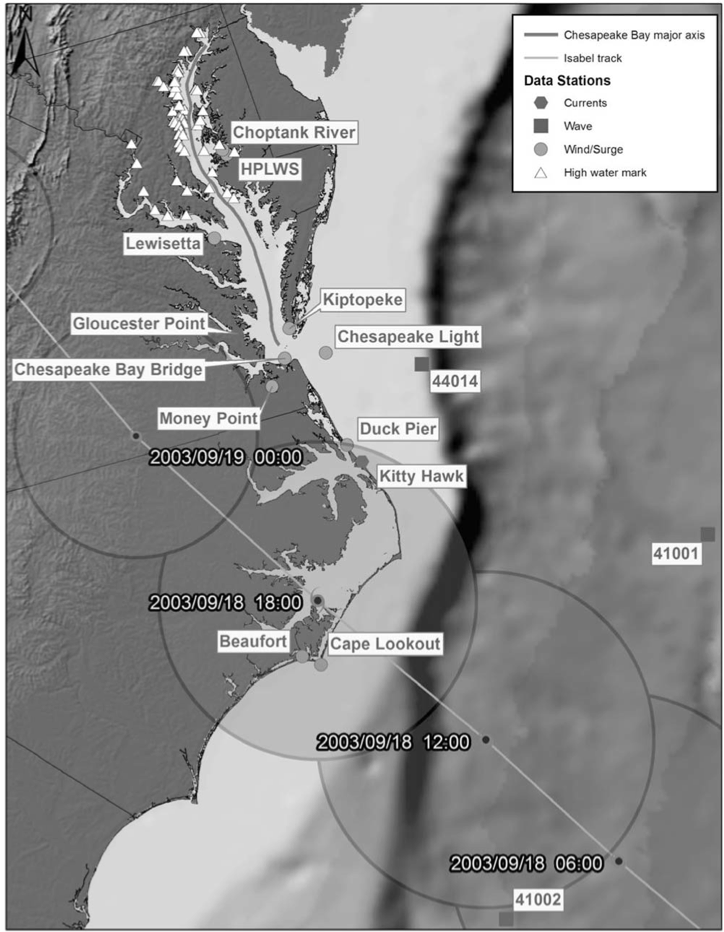 Chesapeake Bay major axis
Isabel track
Data Stations
Currents
Wave
Wind/Surge
High water mark
Choptank River
HPLWS
Lewisetta
Kiptopeke
Gloucester Point
Chesapeake Light
Chesapeake Bay Bridge
44014
Money Point
Duck Pier
2003/09/19 00:00
Kitty Hawk
41001
2003/09/18 18:00
Beaufort
Cape Lookout
2003/09/18 12:00
2003/09/18 06:00
41002